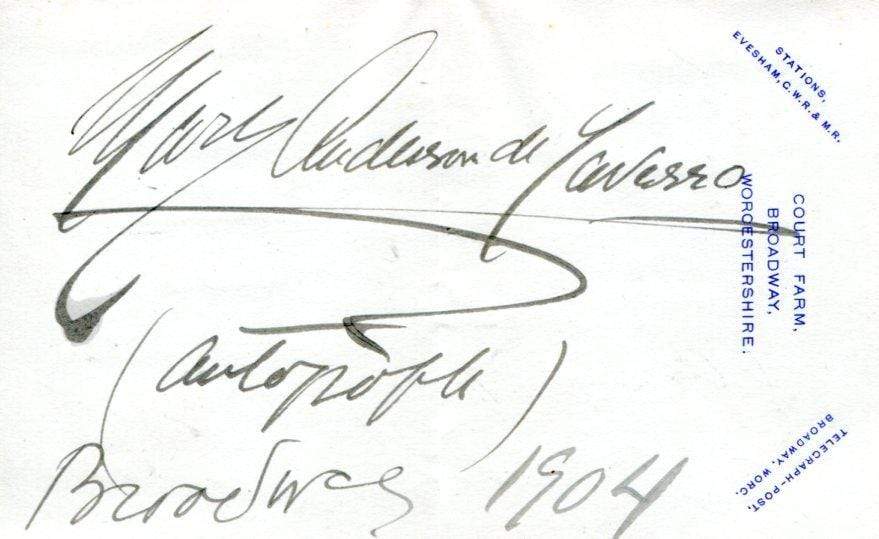 Mary Anderson de Navarro
(autograph)
Broadway 1904
STATIONS,
EVESHAM, G.W.R. & M.R.
COURT FARM,
BROADWAY,
WORCESTERSHIRE.
TELEGRAPH-POST,
BROADWAY, WORC.